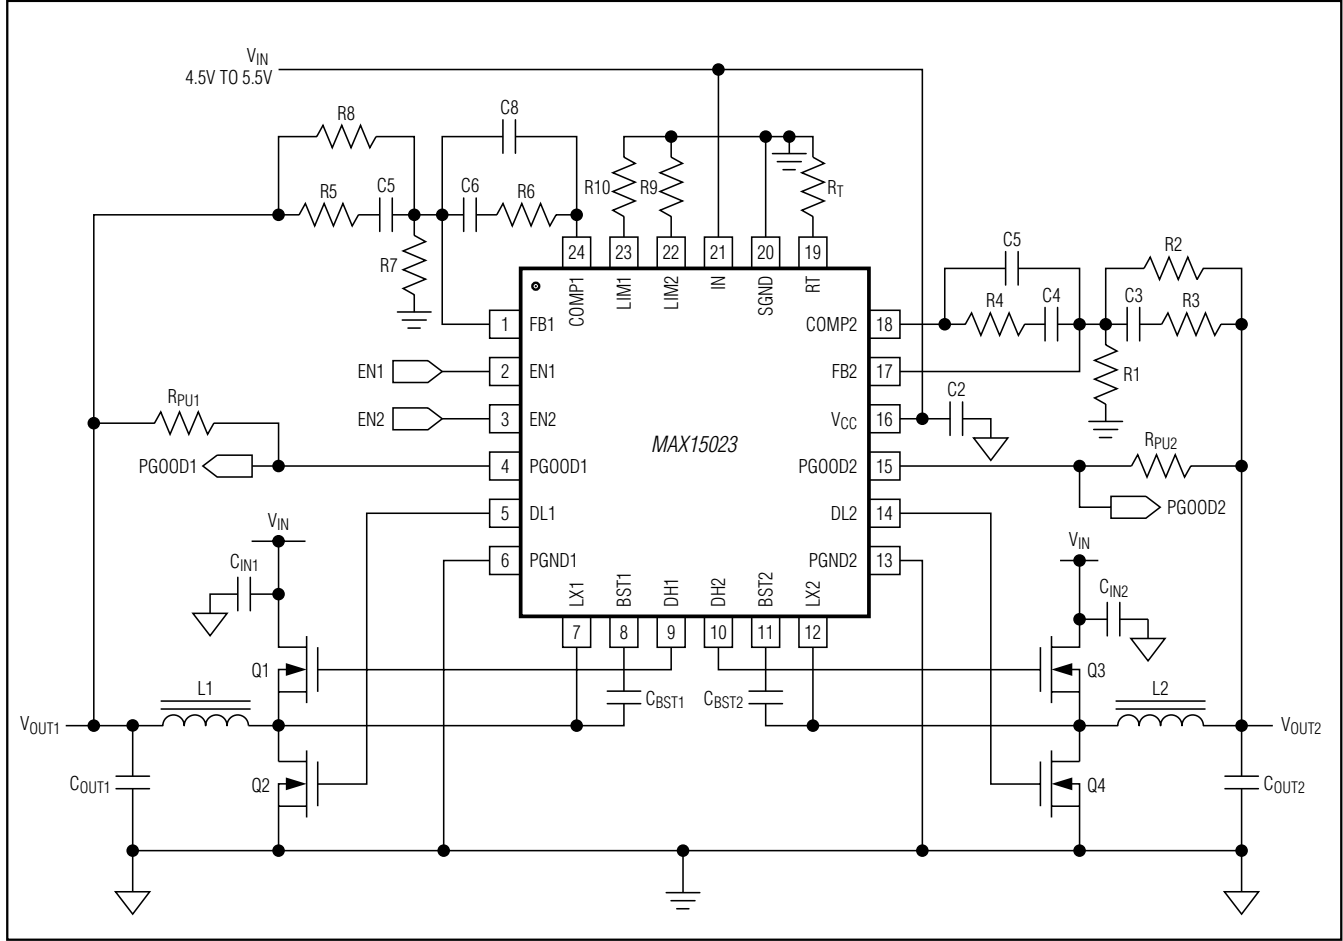 VIN
4.5V TO 5.5V
R8
C8
R5
C5
C6
R6
R10
R9
RT
R7
24
23
22
21
20
19
COMP1
LIM1
LIM2
IN
SGND
RT
C5
R2
R4
C4
C3
R3
R1
1
FB1
COMP2
18
EN1
2
EN1
FB2
17
C2
EN2
3
EN2
VCC
16
RPU1
MAX15023
RPU2
PGOOD1
4
PGOOD1
PGOOD2
15
PGOOD2
5
DL1
DL2
14
VIN
VIN
6
PGND1
PGND2
13
CIN1
CIN2
LX1
BST1
DH1
DH2
BST2
LX2
7
8
9
10
11
12
Q1
Q3
L1
CBST1
CBST2
L2
VOUT1
VOUT2
COUT1
Q2
Q4
COUT2